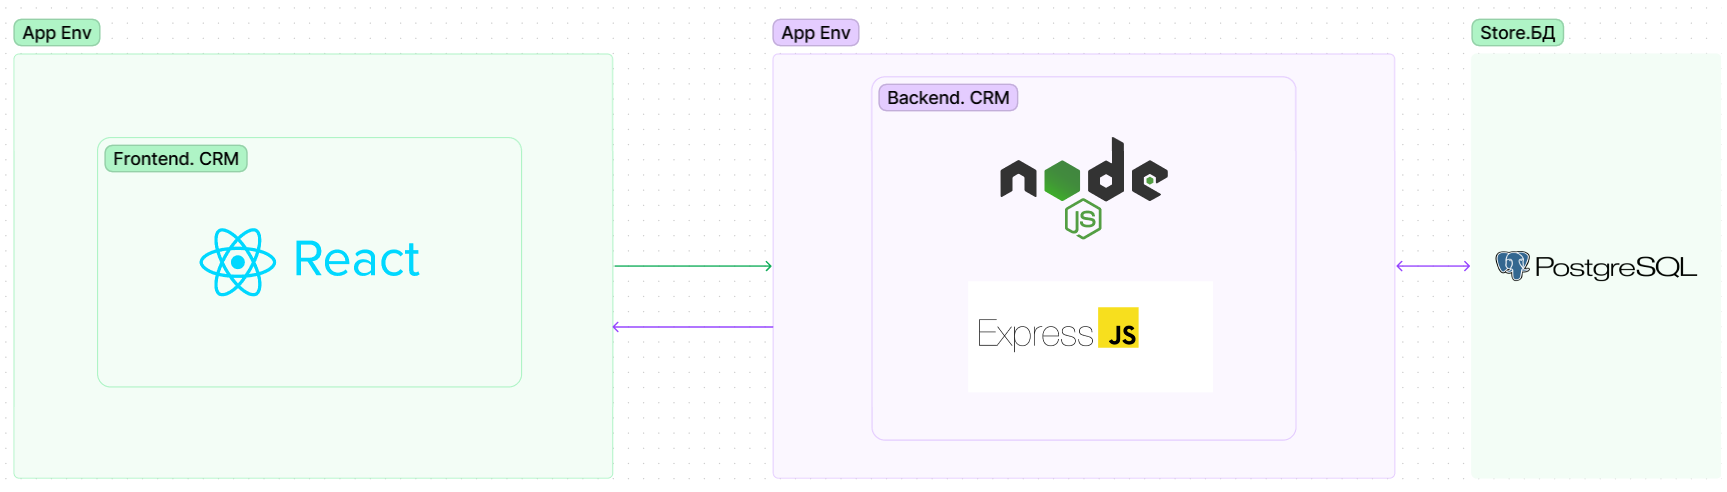 App Env
App Env
Store.БД
Backend. CRM
Frontend. CRM
node
JS
React
PostgreSQL
Express JS